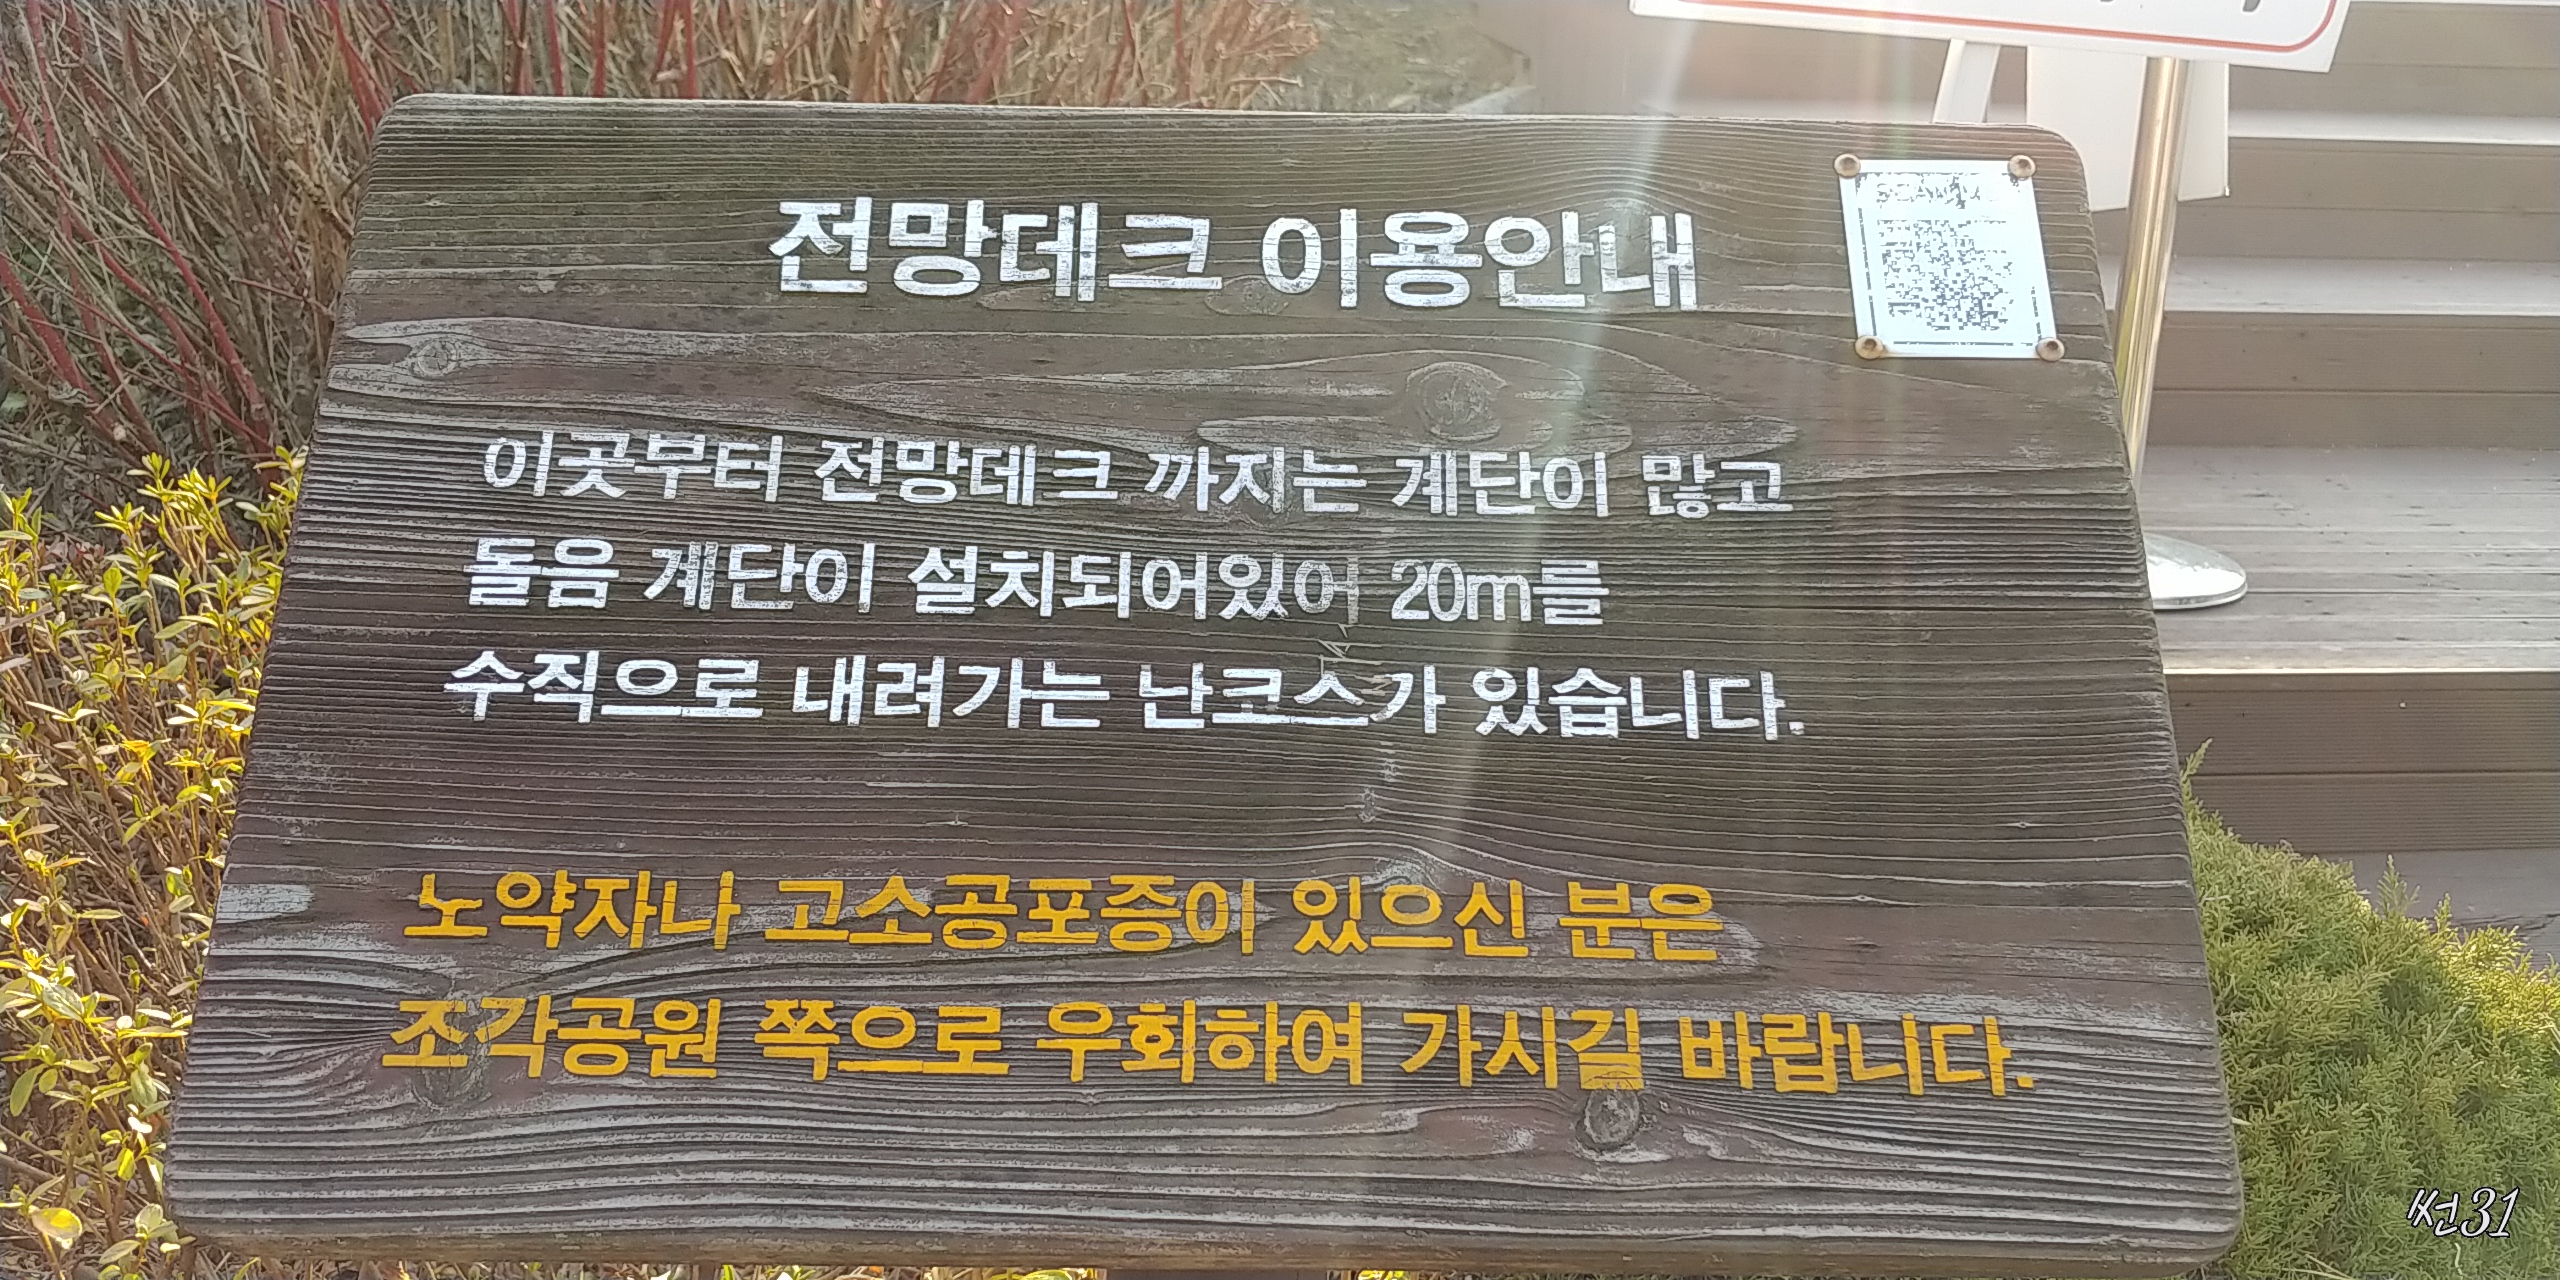 전망데크 이용안내
이곳부터 전망데크 까지는 계단이 많고
돌음 계단이 설치되어있어 20m를
수직으로 내려가는 난코스가 있습니다.
노약자나 고소공포증이 있으신 분은
조각공원 쪽으로 우회하여 가시길 바랍니다.
쩐31